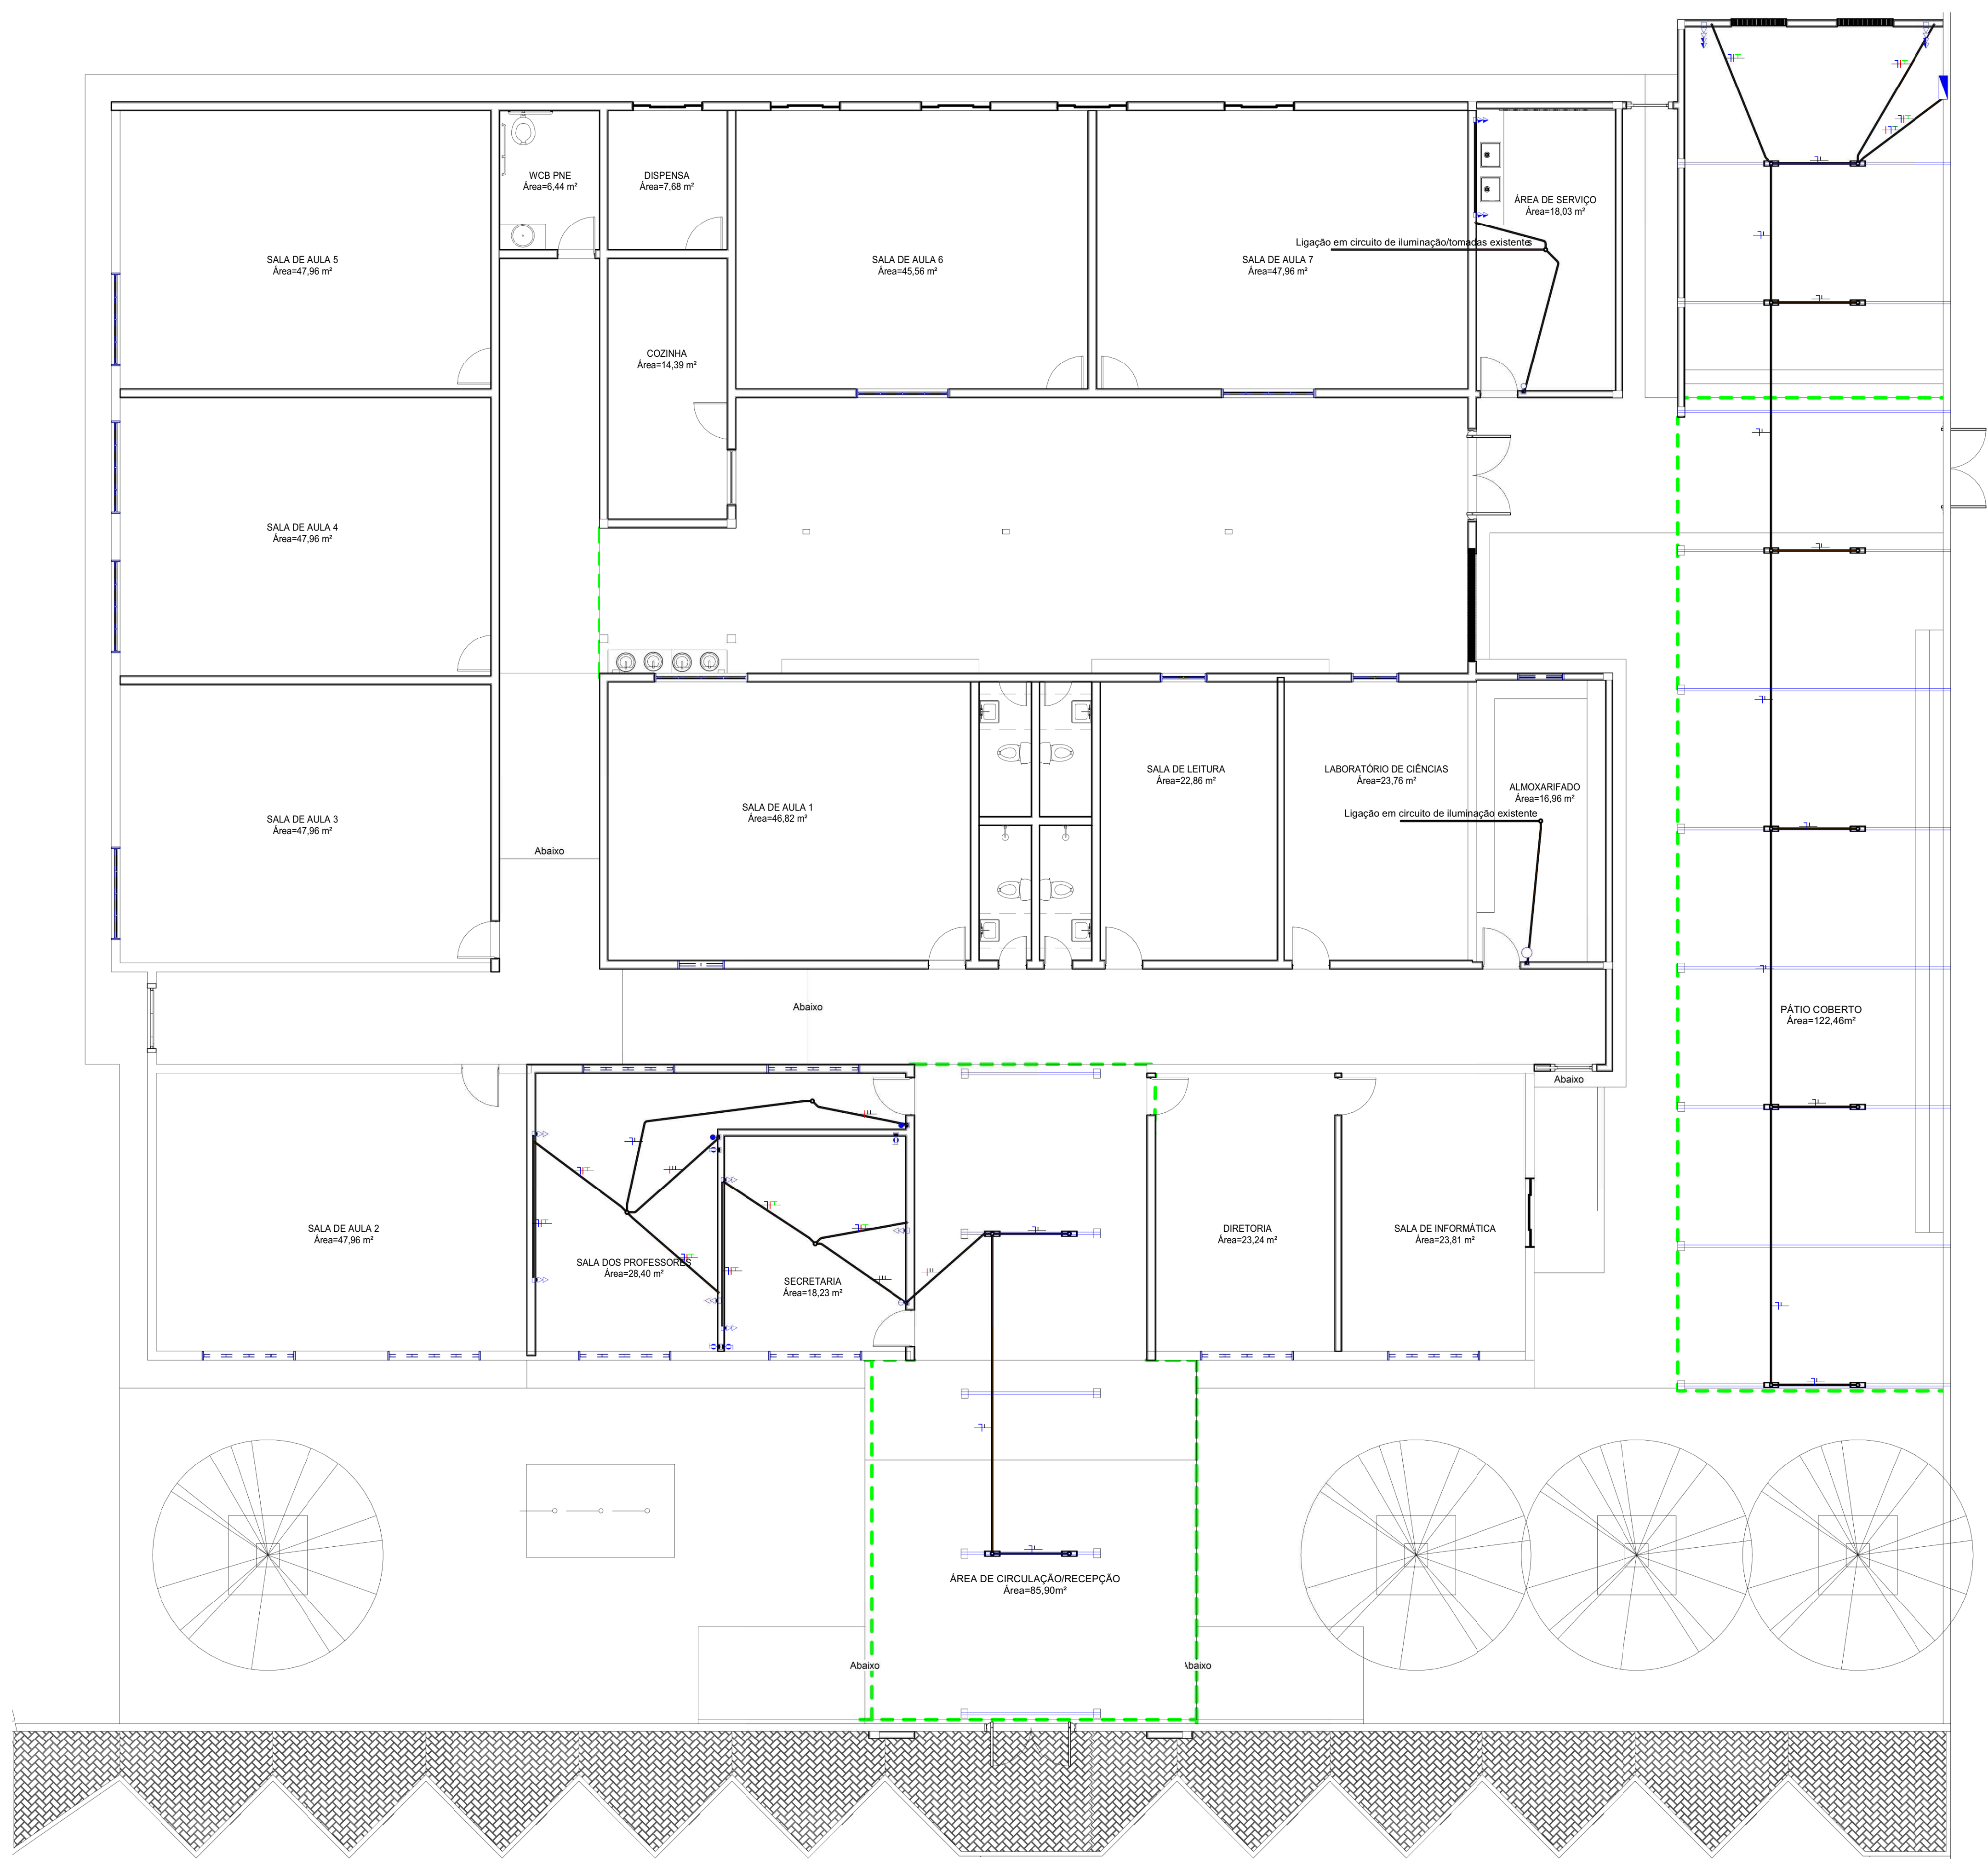 WCB PNE
Área=6,44 m²
DISPENSA
Área=7,68 m²
ÁREA DE SERVIÇO
Área=18,03 m²
Ligação em circuito de iluminação/tomadas existentes
SALA DE AULA 5
Área=47,96 m²
SALA DE AULA 6
Área=45,56 m²
SALA DE AULA 7
Área=47,96 m²
COZINHA
Área=14,39 m²
SALA DE AULA 4
Área=47,96 m²
SALA DE LEITURA
Área=22,86 m²
LABORATÓRIO DE CIÊNCIAS
Área=23,76 m²
ALMOXARIFADO
Área=16,96 m²
SALA DE AULA 1
Área=46,82 m²
Ligação em circuito de iluminação existente
SALA DE AULA 3
Área=47,96 m²
Abaixo
Abaixo
PÁTIO COBERTO
Área=122,46m²
Abaixo
SALA DE AULA 2
Área=47,96 m²
SALA DOS PROFESSORES
Área=28,40 m²
SECRETARIA
Área=18,23 m²
DIRETORIA
Área=23,24 m²
SALA DE INFORMÁTICA
Área=23,81 m²
ÁREA DE CIRCULAÇÃO/RECEPÇÃO
Área=85,90m²
Abaixo
Abaixo